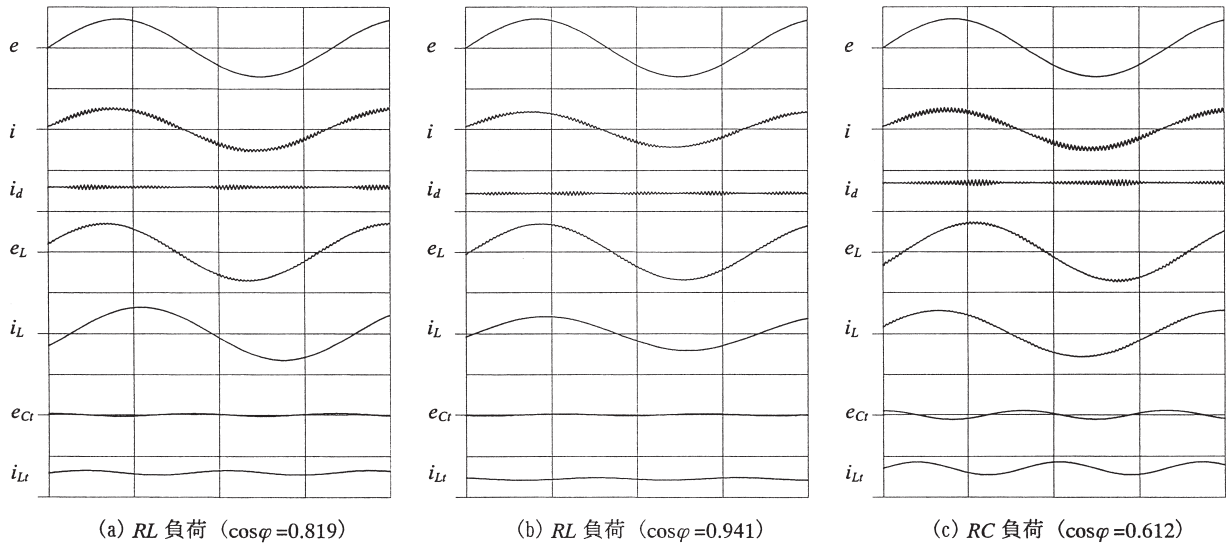 e
i
i_d
e_L
i_L
e_Ct
i_Lt
(a) RL 負荷 (cosφ=0.819)
e
i
i_d
e_L
i_L
e_Ct
i_Lt
(b) RL 負荷 (cosφ=0.941)
e
i
i_d
e_L
i_L
e_Ct
i_Lt
(c) RC 負荷 (cosφ=0.612)